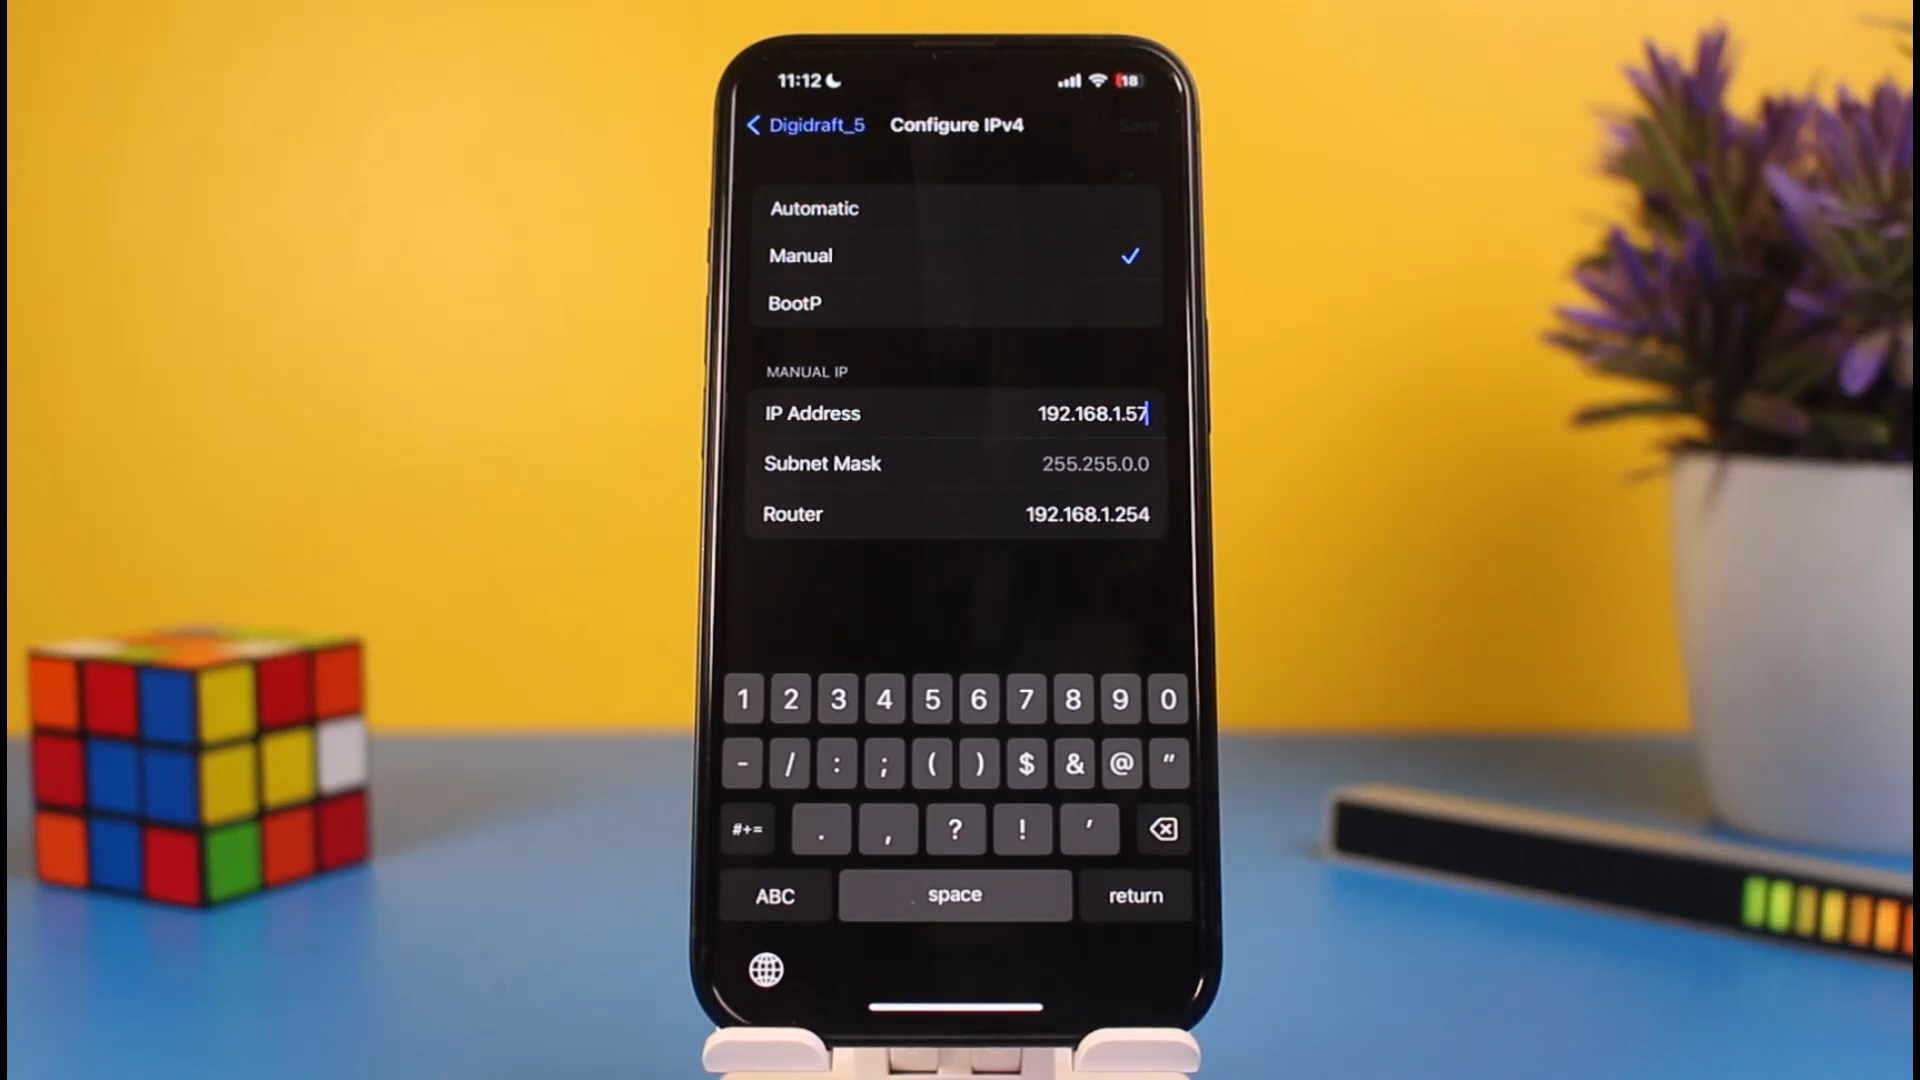 11:12
18
Digidraft_5 Configure IPv4 Save
Automatic
Manual
BootP
MANUAL IP
IP Address 192.168.1.57
Subnet Mask 255.255.0.0
Router 192.168.1.254
1 2 3 4 5 6 7 8 9 0
- / : ; ( ) $ & @ "
#+= . , ? ! '
ABC space return